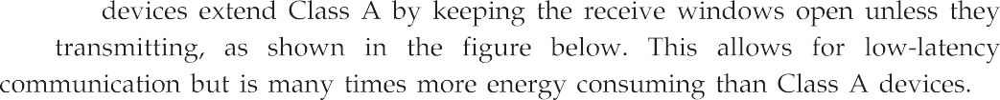 devices extend Class A by keeping the receive windows open unless they
transmitting, as shown in the figure below. This allows for low-latency
communication but is many times more energy consuming than Class A devices.